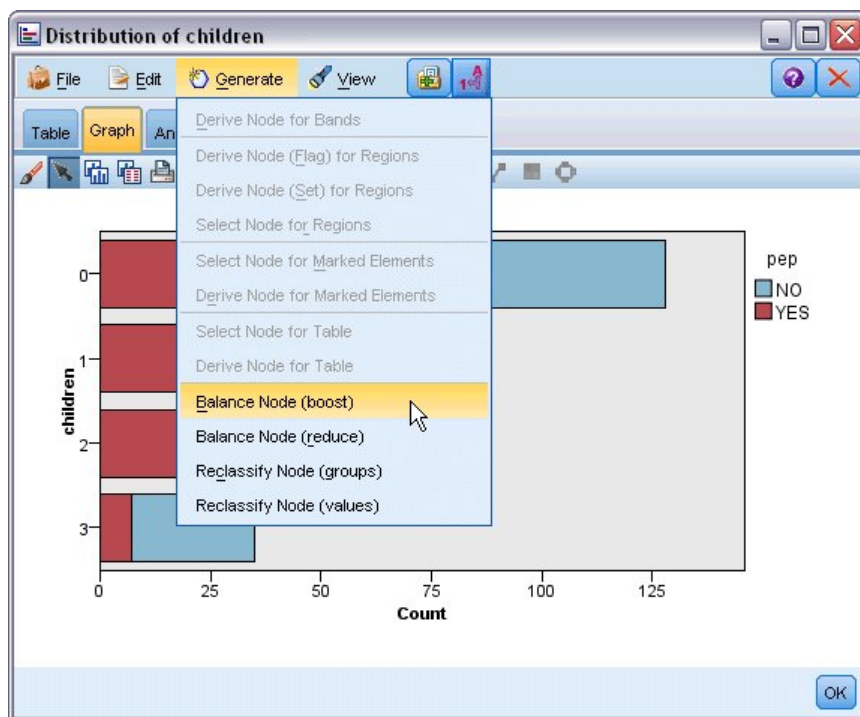 Distribution of children
File Edit Generate View
Table Graph An
Derive Node for Bands
Derive Node (Flag) for Regions
Derive Node (Set) for Regions
Select Node for Regions
Select Node for Marked Elements
Derive Node for Marked Elements
Select Node for Table
Derive Node for Table
Balance Node (boost)
Balance Node (reduce)
Reclassify Node (groups)
Reclassify Node (values)
children
0
1
2
3
0 25 50 75 100 125
Count
pep
NO
YES
OK